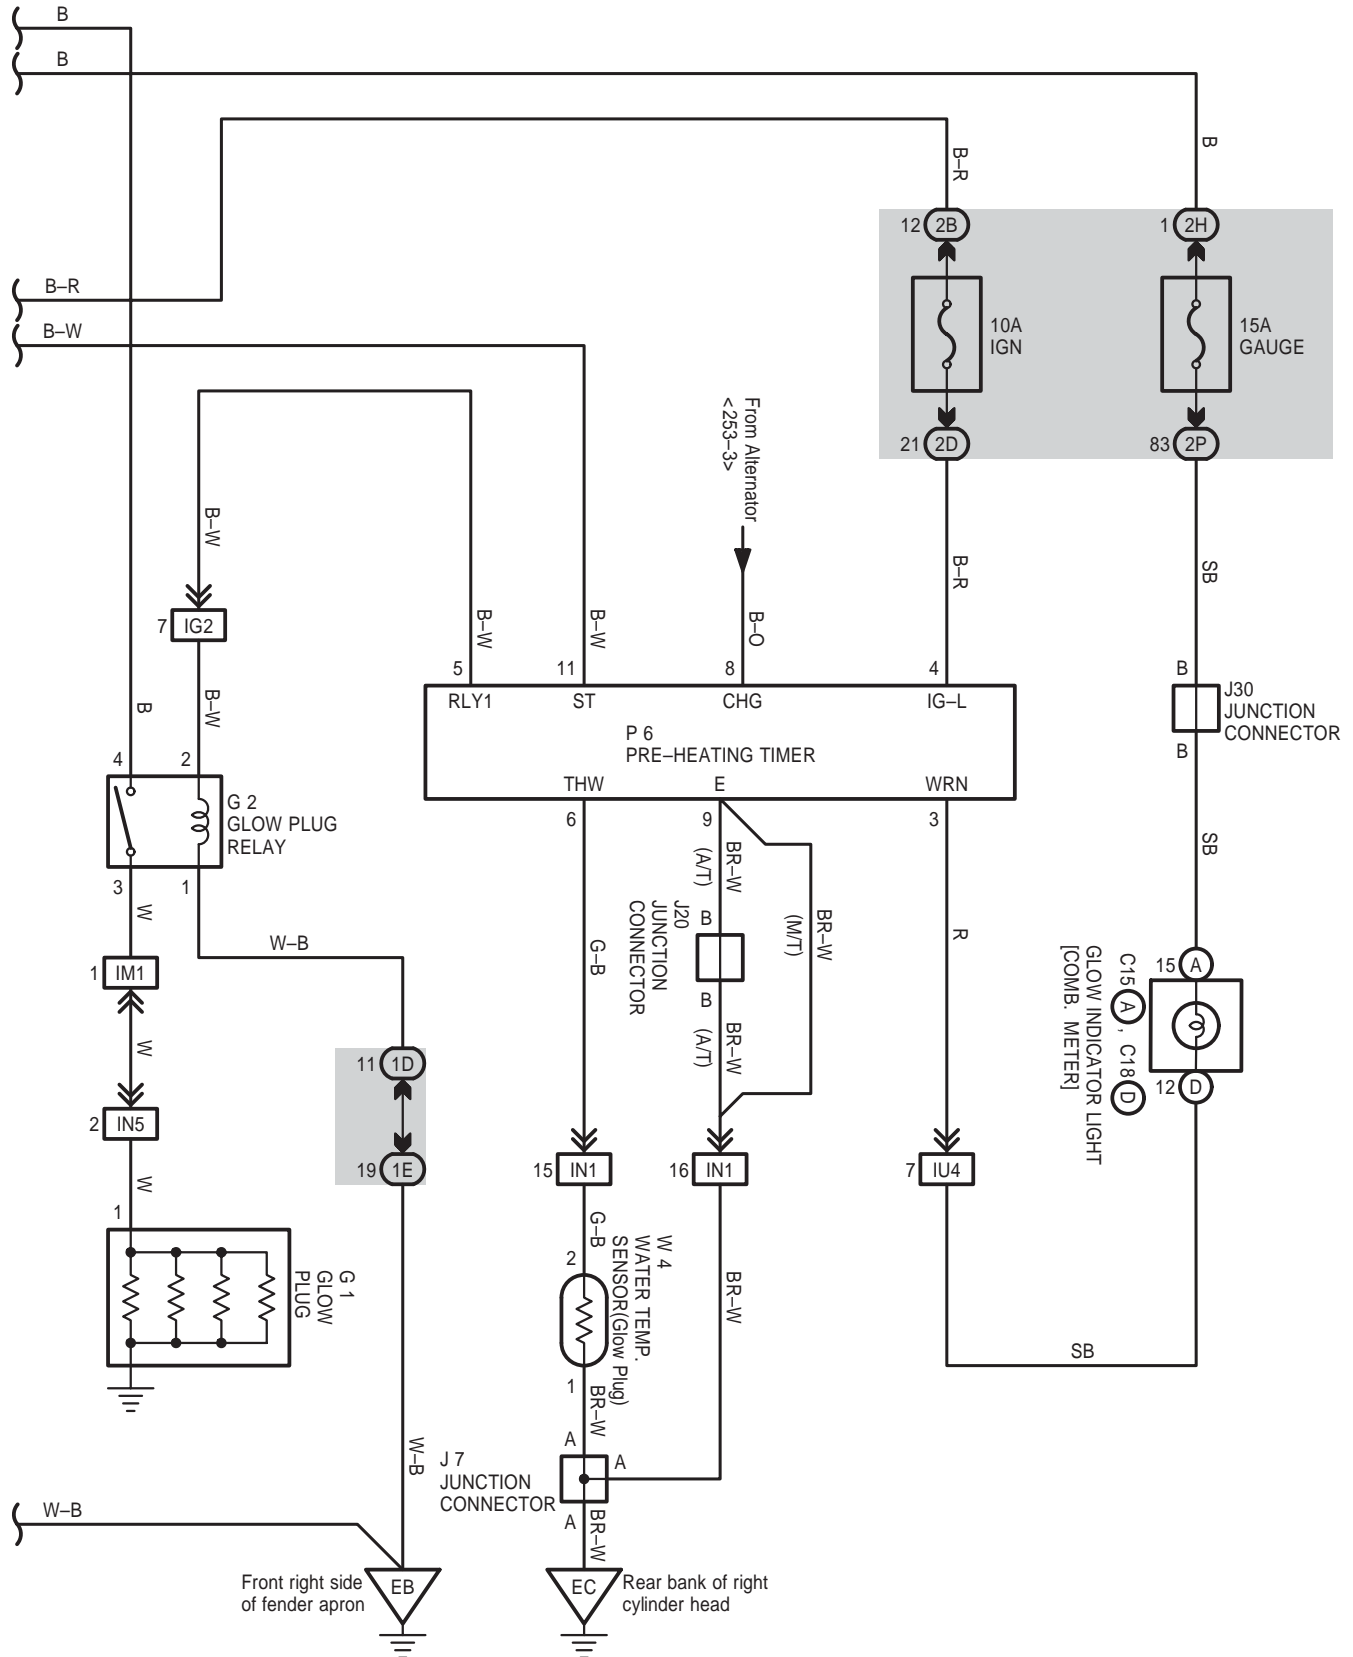 B
B
B
B–R
12 2B
1 2H
B–R
B–W
10A
IGN
15A
GAUGE
From Alternator
<253–3>
21 2D
83 2P
B–W
B–R
SB
7 IG2
B–W
B–W
B–O
B–W
B
5
11
8
4
RLY1
ST
CHG
IG–L
P 6
PRE–HEATING TIMER
THW
E
WRN
6
9
3
B
J30
JUNCTION
CONNECTOR
B
4
2
G 2
GLOW PLUG
RELAY
3
1
W
W–B
BR–W
(A/T)
B
J20
JUNCTION
CONNECTOR
B
BR–W
(A/T)
BR–W
(M/T)
G–B
R
SB
1 IM1
W
2 IN5
W
11 1D
19 1E
15 A
C15 A , C18 D
GLOW INDICATOR LIGHT
[COMB. METER]
12 D
15 IN1
16 IN1
7 IU4
1
G 1
GLOW
PLUG
G–B
2
W 4
WATER TEMP.
SENSOR(Glow Plug)
1
BR–W
BR–W
SB
W–B
J 7
JUNCTION
CONNECTOR
A
A
A
BR–W
W–B
Front right side
of fender apron
EB
EC
Rear bank of right
cylinder head